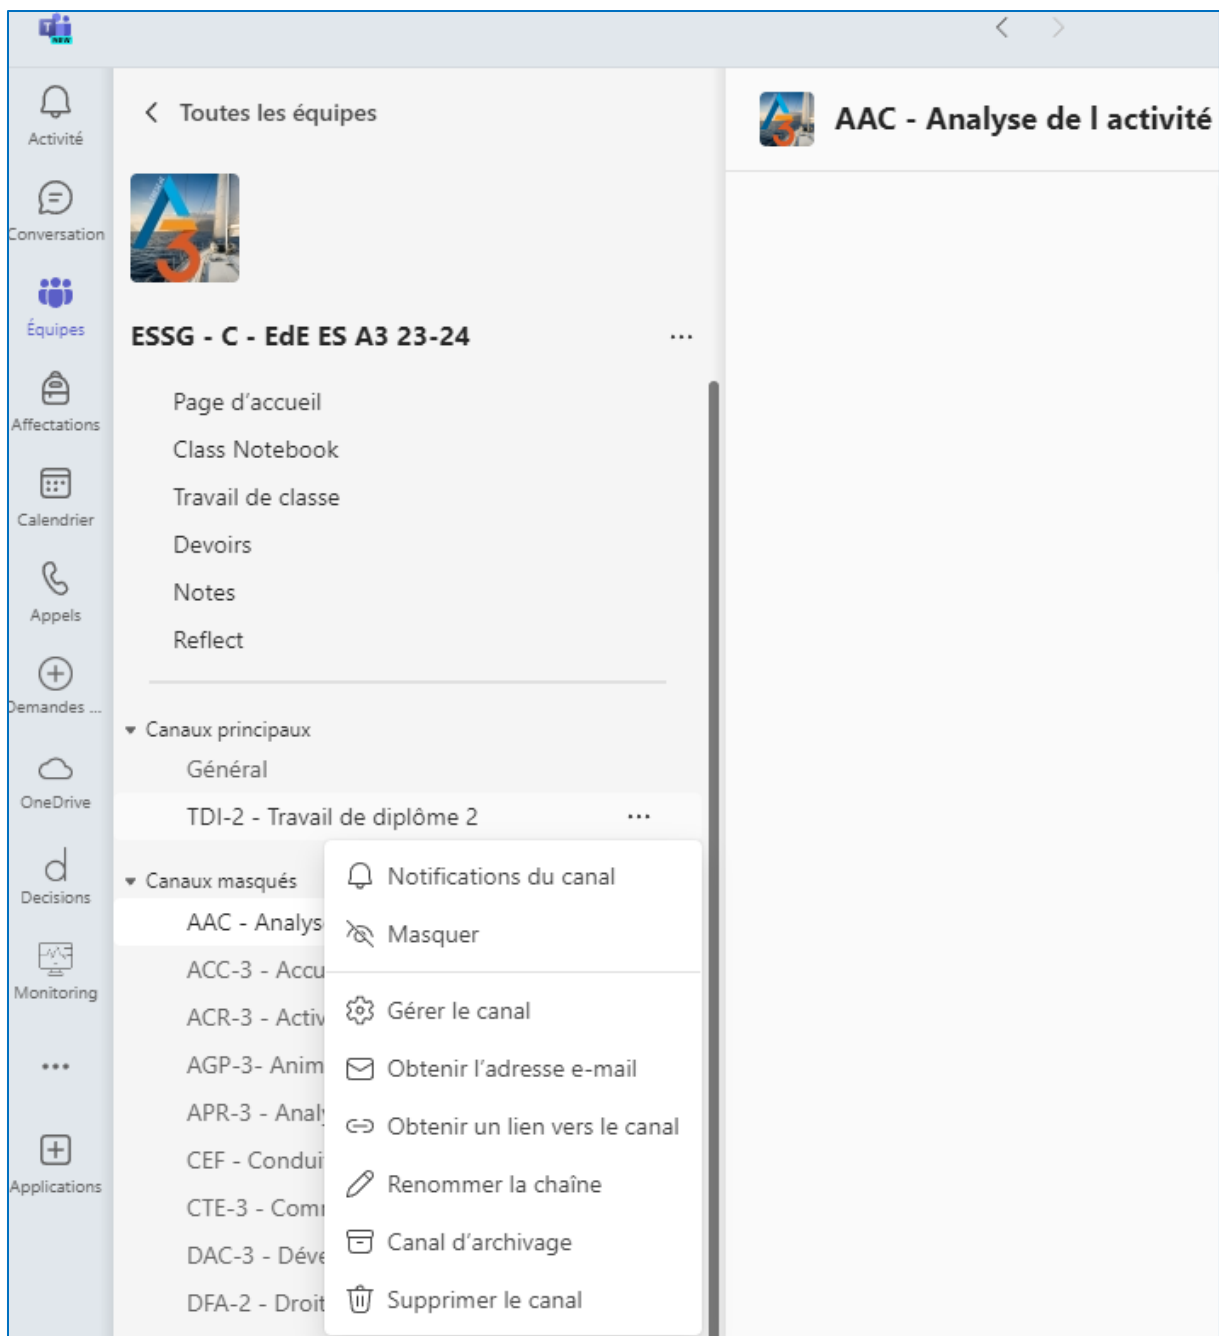 NEW
Activité
Conversation
Équipes
Affectations
Calendrier
Appels
Demandes ...
OneDrive
Decisions
Monitoring
Applications
Toutes les équipes
A3
ESSG - C - EdE ES A3 23-24
Page d’accueil
Class Notebook
Travail de classe
Devoirs
Notes
Reflect
Canaux principaux
Général
TDI-2 - Travail de diplôme 2
Canaux masqués
AAC - Analys
ACC-3 - Accu
ACR-3 - Activ
AGP-3- Anim
APR-3 - Analy
CEF - Condui
CTE-3 - Com
DAC-3 - Déve
DFA-2 - Droit
Notifications du canal
Masquer
Gérer le canal
Obtenir l’adresse e-mail
Obtenir un lien vers le canal
Renommer la chaîne
Canal d’archivage
Supprimer le canal
AAC - Analyse de l activité